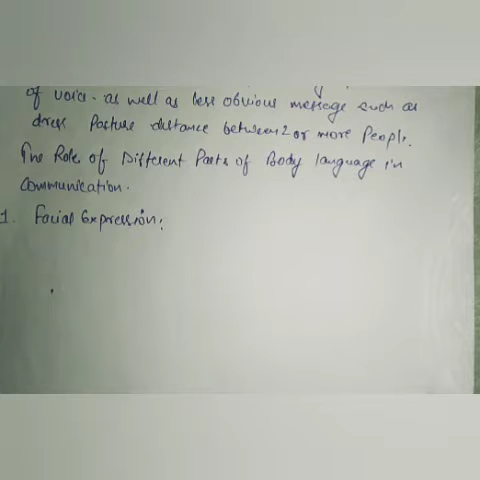 of voice. as well as less obvious message such as
dress Pasture distance between 2 or more People.
The Role of Different Parts of Body language in
Communication.
1. Facial Expression: